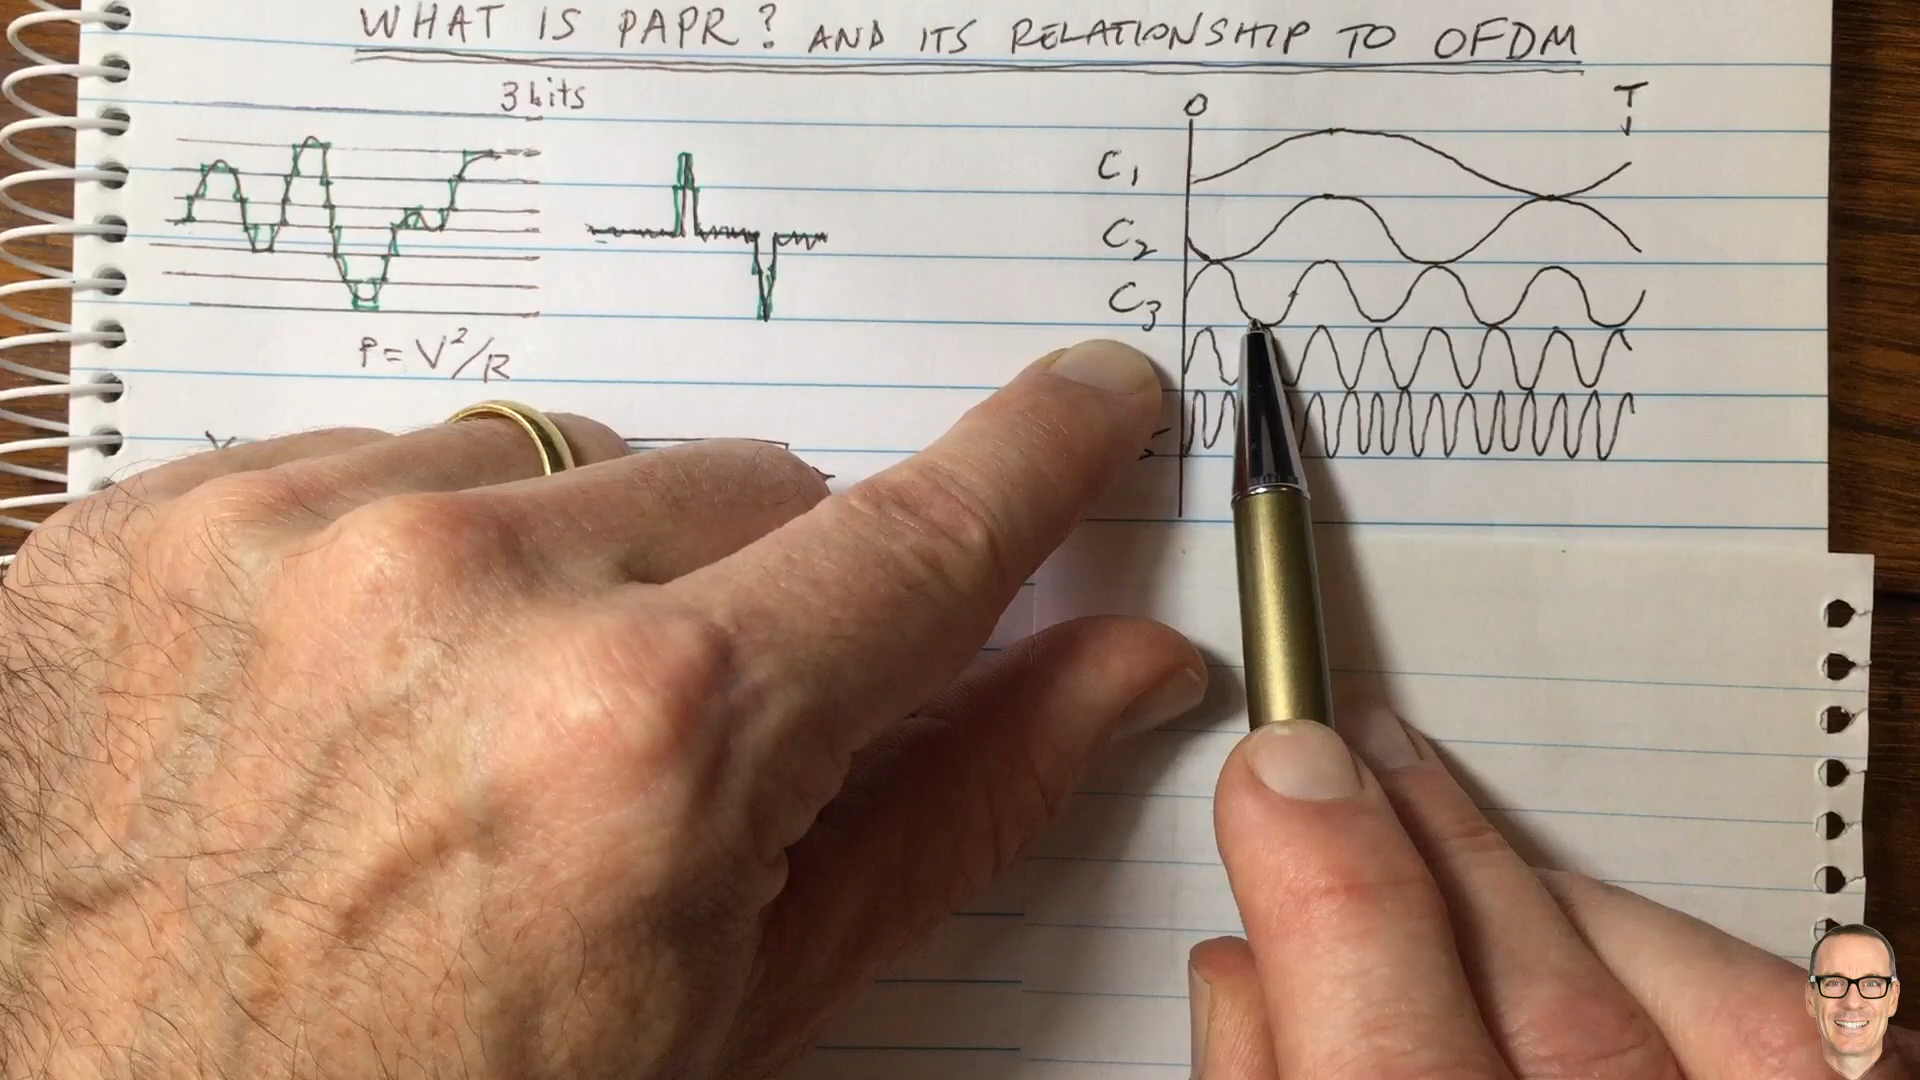 WHAT IS PAPR? AND ITS RELATIONSHIP TO OFDM
3 bits
0
T
C1
C2
C3
P = V²/R